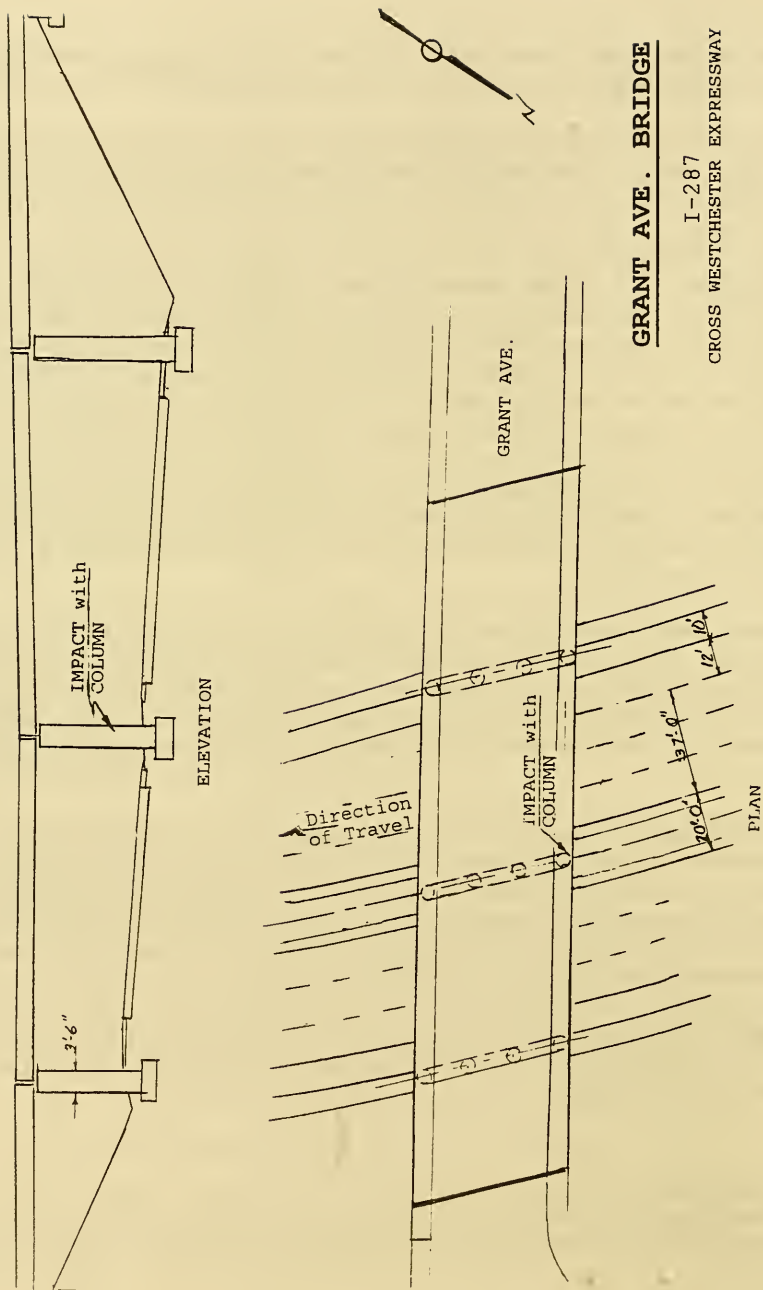 3'-6"
IMPACT with
COLUMN
ELEVATION
N
Direction
of Travel
IMPACT with
COLUMN
GRANT AVE.
20'-0"
37'-0"
12'
10'
PLAN
GRANT AVE. BRIDGE
I-287
CROSS WESTCHESTER EXPRESSWAY